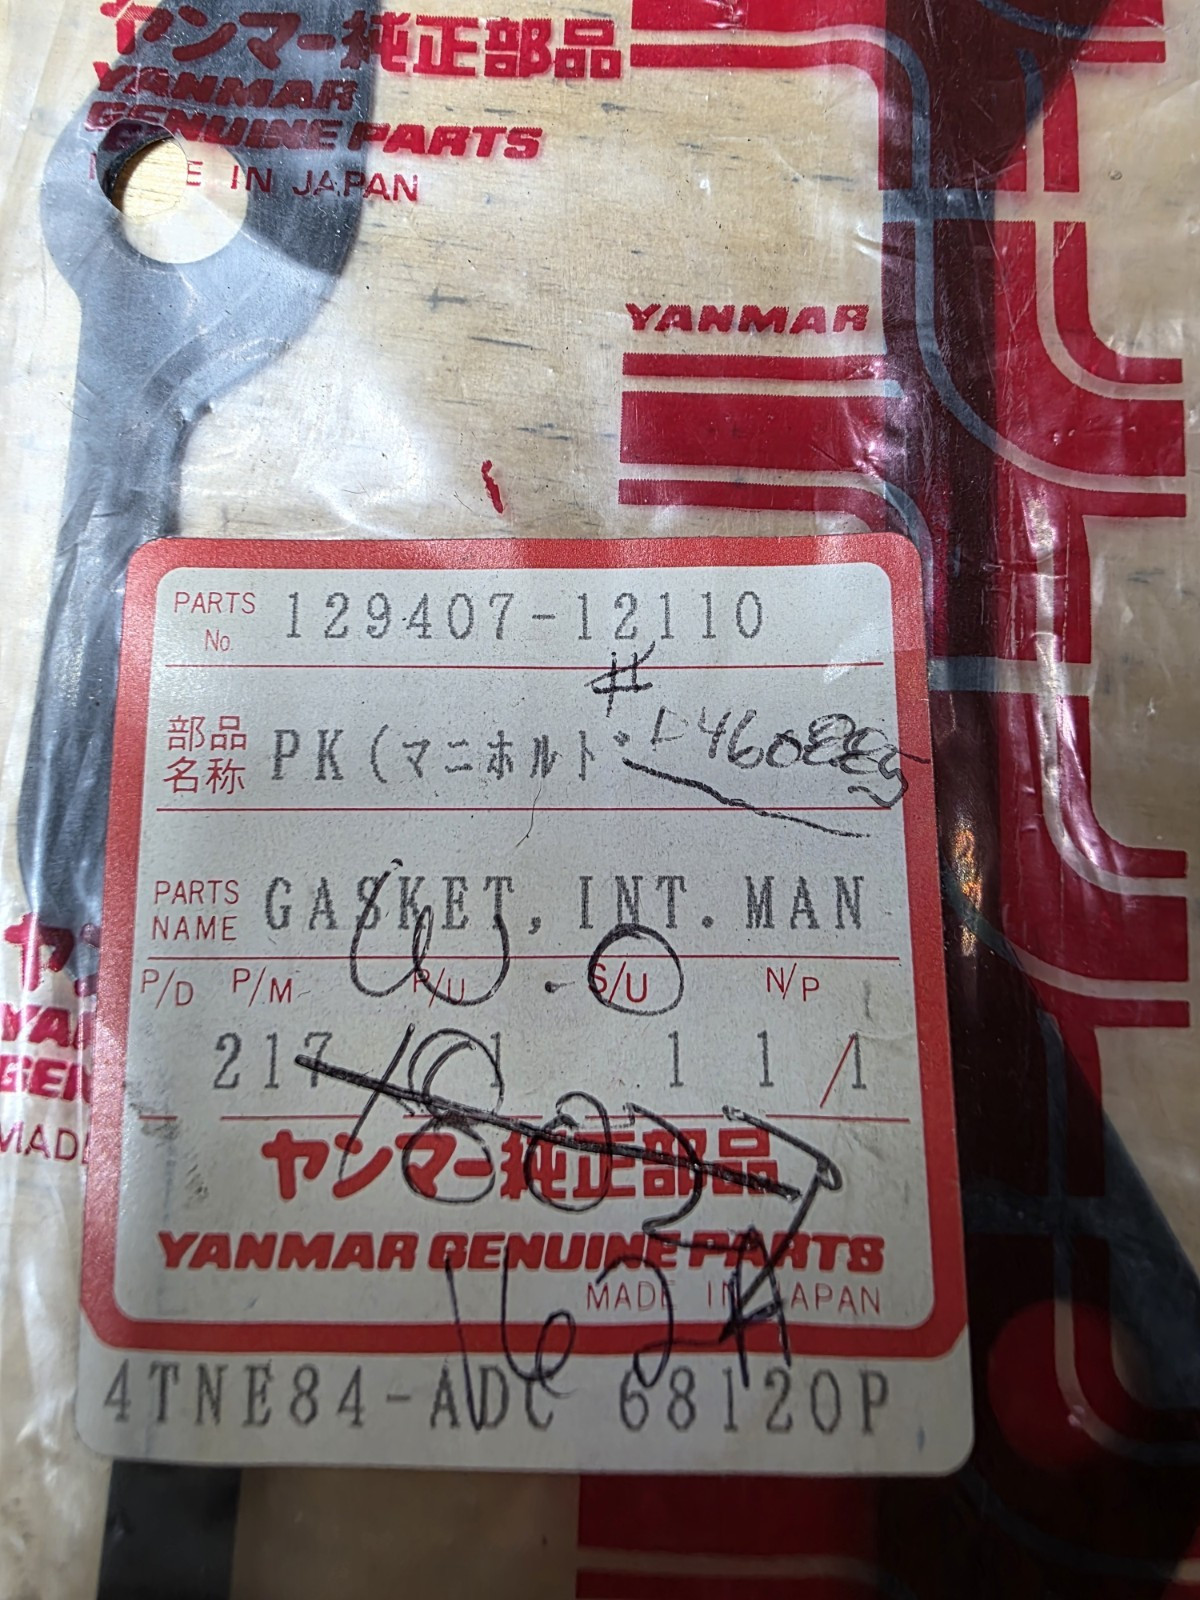 ヤンマー純正部品
YANMAR
GENUINE PARTS
IN JAPAN
YANMAR
PARTS No. 129407-12110
#
部品名称 PK(マニホルト゛
PARTS NAME GASKET, INT. MAN
P/D P/M P/U S/U N/P
217 1 1 1 /1
ヤンマー純正部品
YANMAR GENUINE PARTS
MADE IN JAPAN
162A
4TNE84-ADC 68120P